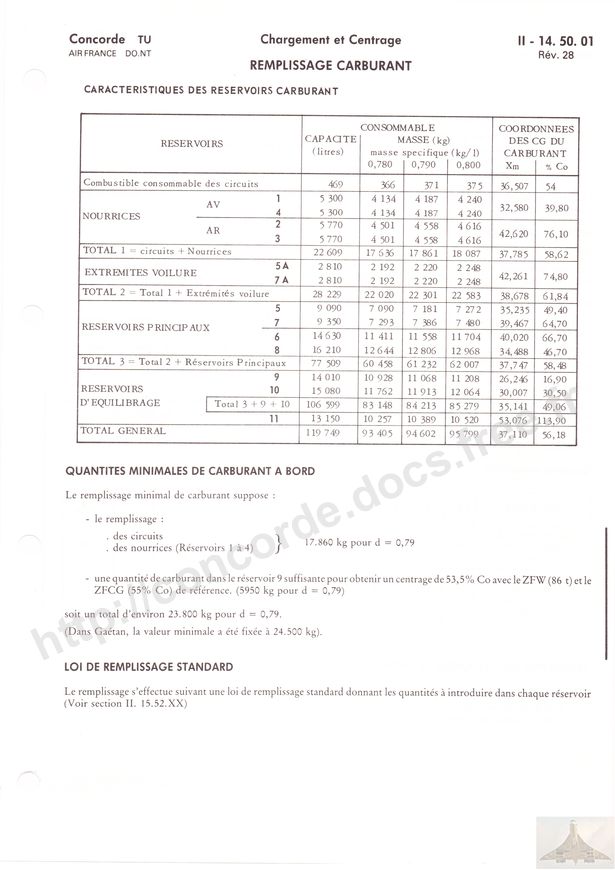 Concorde TU Chargement et Centrage II - 14. 50. 01
AIR FRANCE DO.NT Rév. 28
REMPLISSAGE CARBURANT
CARACTERISTIQUES DES RESERVOIRS CARBURANT
RESERVOIRS CAPACITE (litres) CONSOMMABLE MASSE (kg) COORDONNEES DES CG DU CARBURANT
masse specifique (kg/l)
0,780 0,790 0,800 Xm % Co
Combustible consommable des circuits 469 366 371 375 36,507 54
NOURRICES AV 1 5 300 4 134 4 187 4 240 32,580 39,80
4 5 300 4 134 4 187 4 240
AR 2 5 770 4 501 4 558 4 616 42,620 76,10
3 5 770 4 501 4 558 4 616
TOTAL 1 = circuits + Nourrices 22 609 17 636 17 861 18 087 37,785 58,62
EXTREMITES VOILURE 5 A 2 810 2 192 2 220 2 248 42,261 74,80
7 A 2 810 2 192 2 220 2 248
TOTAL 2 = Total 1 + Extrémités voilure 28 229 22 020 22 301 22 583 38,678 61,84
RESERVOIRS PRINCIPAUX 5 9 090 7 090 7 181 7 272 35,235 49,40
7 9 350 7 293 7 386 7 480 39,467 64,70
6 14 630 11 411 11 558 11 704 40,020 66,70
8 16 210 12 644 12 806 12 968 34,488 46,70
TOTAL 3 = Total 2 + Réservoirs Principaux 77 509 60 458 61 232 62 007 37,747 58,48
RESERVOIRS D'EQUILIBRAGE 9 14 010 10 928 11 068 11 208 26,246 16,90
10 15 080 11 762 11 913 12 064 30,007 30,50
Total 3 + 9 + 10 106 599 83 148 84 213 85 279 35,141 49,06
11 13 150 10 257 10 389 10 520 53,076 113,90
TOTAL GENERAL 119 749 93 405 94 602 95 799 37,110 56,18
QUANTITES MINIMALES DE CARBURANT A BORD
Le remplissage minimal de carburant suppose :
- le remplissage :
. des circuits
. des nourrices (Réservoirs 1 à 4) } 17.860 kg pour d = 0,79
- une quantité de carburant dans le réservoir 9 suffisante pour obtenir un centrage de 53,5% Co avec le ZFW (86 t) et le
ZFCG (55% Co) de référence. (5950 kg pour d = 0,79)
soit un total d'environ 23.800 kg pour d = 0,79.
(Dans Gaétan, la valeur minimale a été fixée à 24.500 kg).
LOI DE REMPLISSAGE STANDARD
Le remplissage s'effectue suivant une loi de remplissage standard donnant les quantités à introduire dans chaque réservoir
(Voir section II. 15.52.XX)
http://concorde.docs.free.fr